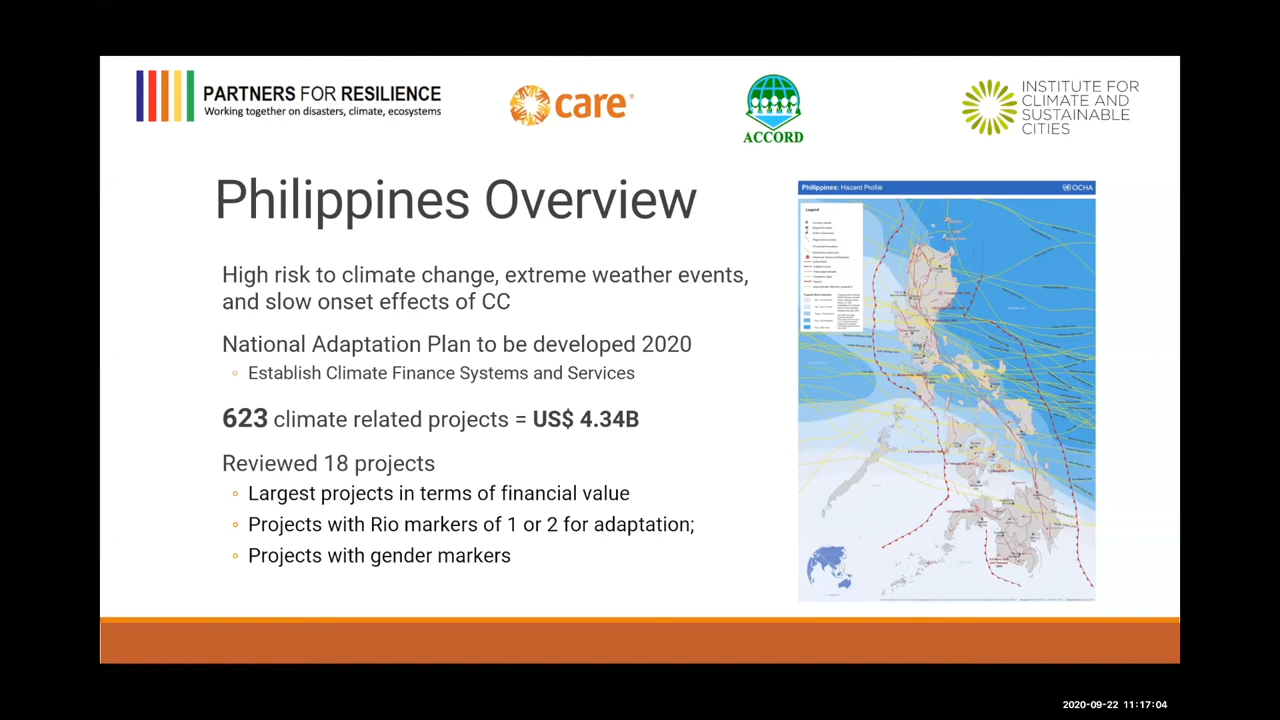 PARTNERS FOR RESILIENCE
Working together on disasters, climate, ecosystems
care
ACCORD
INSTITUTE FOR
CLIMATE AND
SUSTAINABLE
CITIES
Philippines Overview
High risk to climate change, extreme weather events,
and slow onset effects of CC
National Adaptation Plan to be developed 2020
◦ Establish Climate Finance Systems and Services
623 climate related projects = US$ 4.34B
Reviewed 18 projects
◦ Largest projects in terms of financial value
◦ Projects with Rio markers of 1 or 2 for adaptation;
◦ Projects with gender markers
Philippines: Hazard Profile
OCHA
Legend
2020-09-22 11:17:04